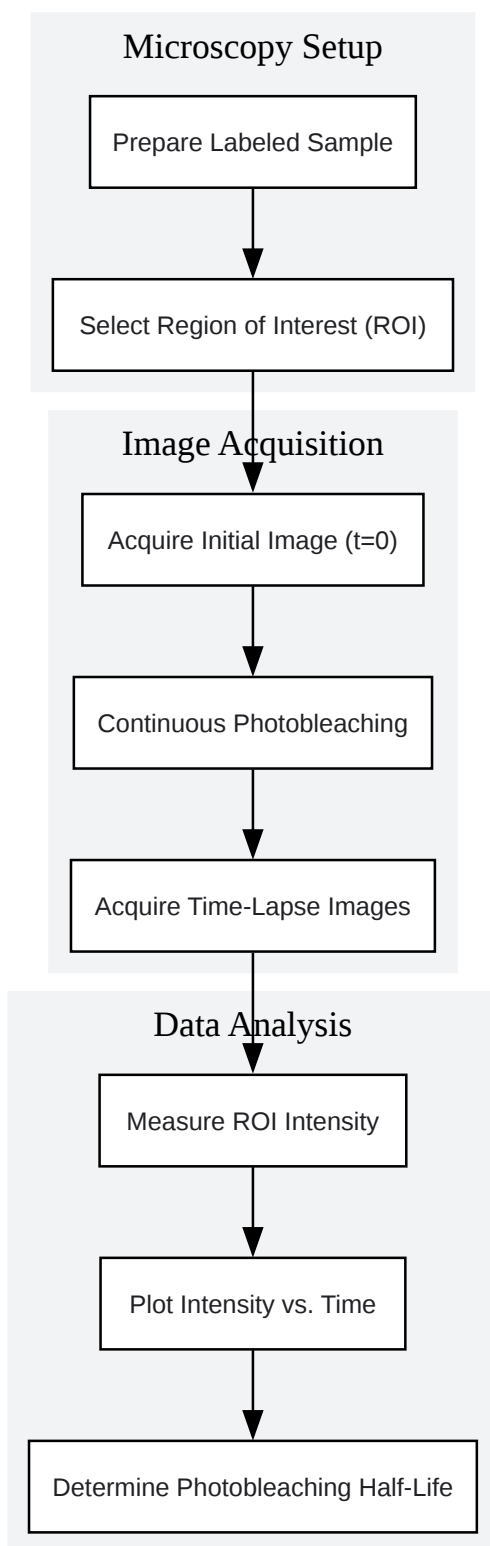 Microscopy Setup
Prepare Labeled Sample
Select Region of Interest (ROI)
Image Acquisition
Acquire Initial Image (t=0)
Continuous Photobleaching
Acquire Time-Lapse Images
Data Analysis
Measure ROI Intensity
Plot Intensity vs. Time
Determine Photobleaching Half-Life